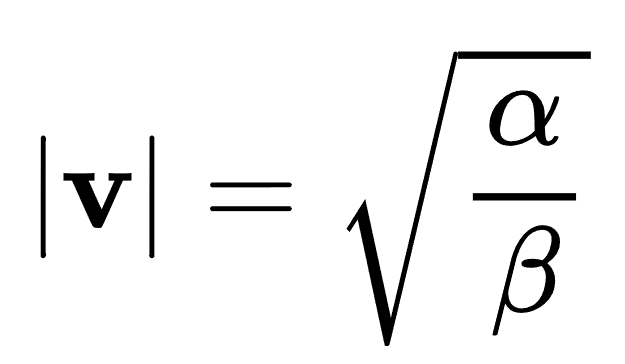 |𝐯| = √(α/β)